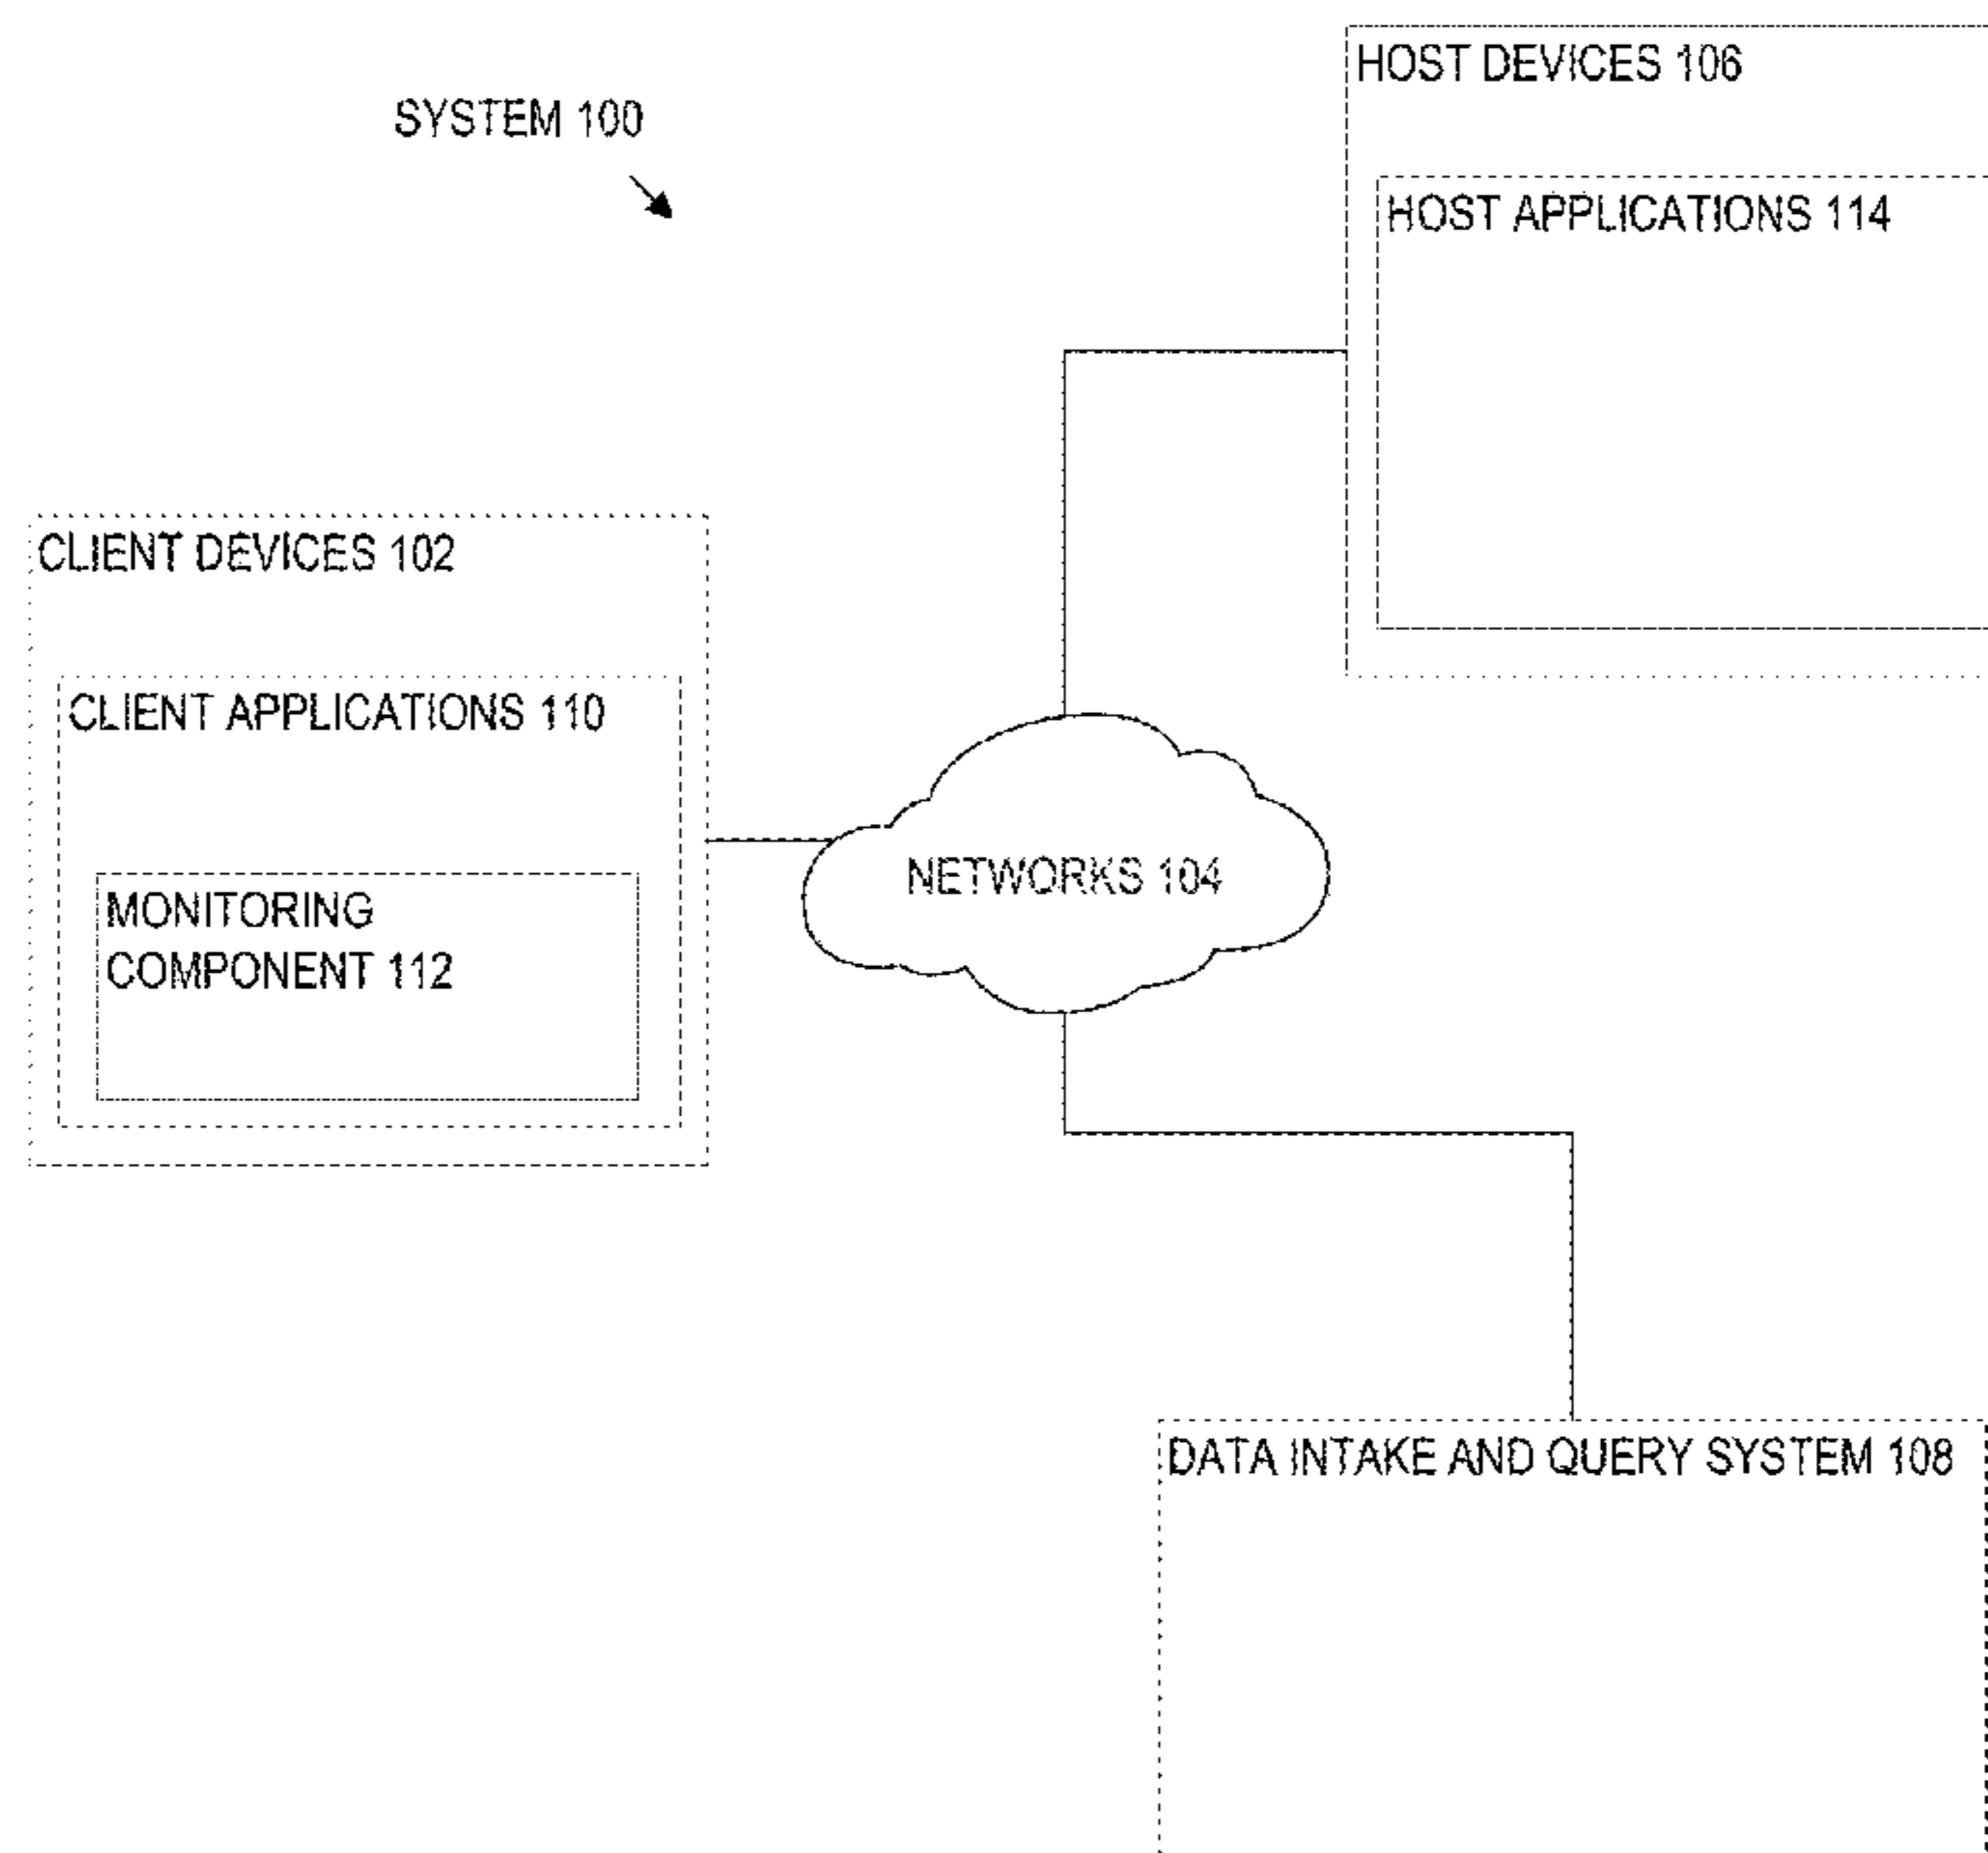 SYSTEM 100
HOST DEVICES 106
HOST APPLICATIONS 114
CLIENT DEVICES 102
CLIENT APPLICATIONS 110
MONITORING
COMPONENT 112
NETWORKS 104
DATA INTAKE AND QUERY SYSTEM 108